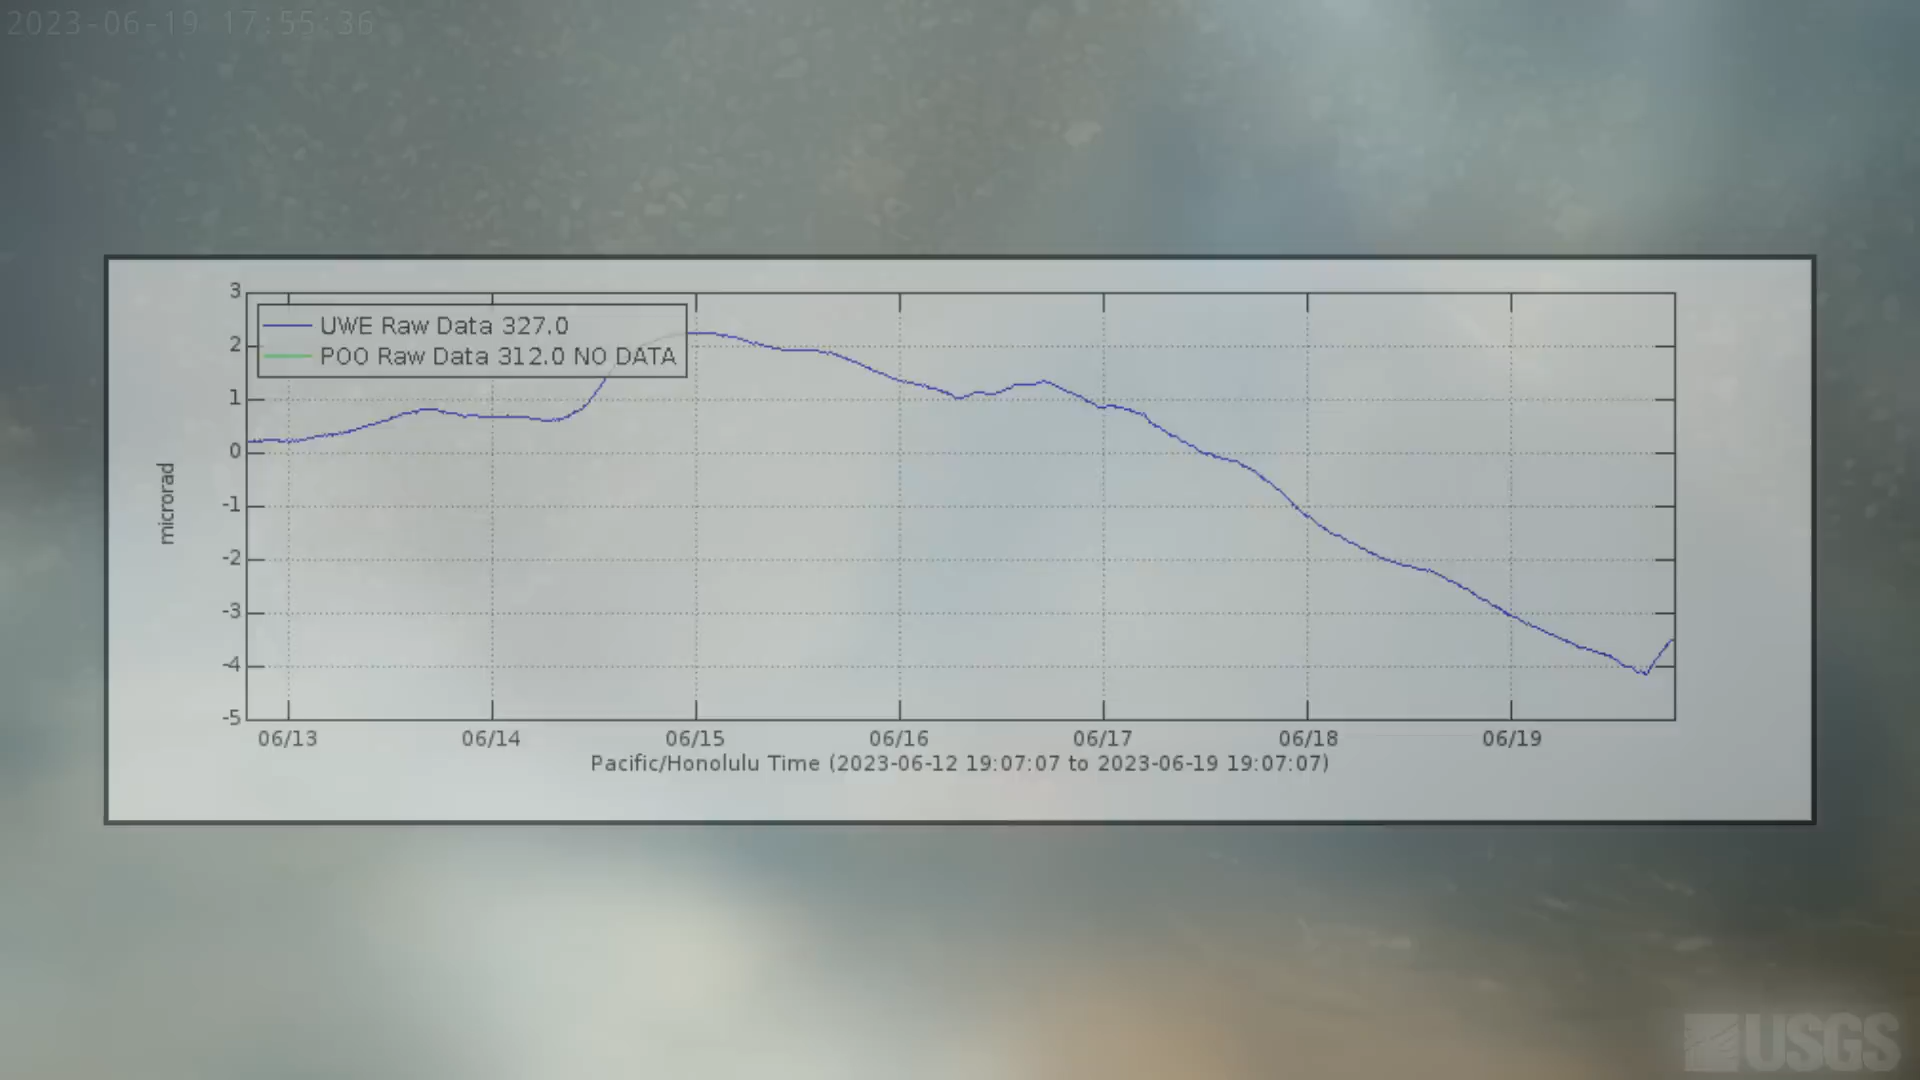 2023-06-19 17:55:36
3
UWE Raw Data 327.0
2
POO Raw Data 312.0 NO DATA
1
0
-1
microrad
-2
-3
-4
-5
06/13 06/14 06/15 06/16 06/17 06/18 06/19
Pacific/Honolulu Time (2023-06-12 19:07:07 to 2023-06-19 19:07:07)
USGS